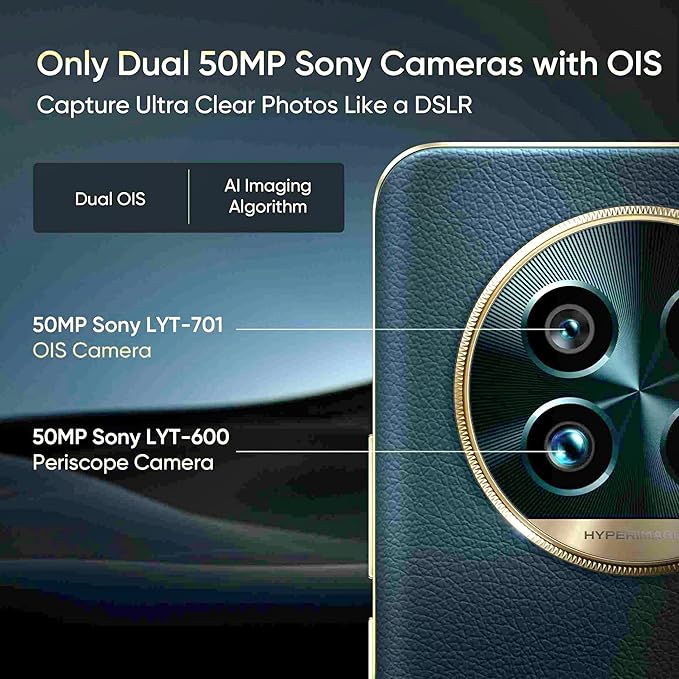 Only Dual 50MP Sony Cameras with OIS
Capture Ultra Clear Photos Like a DSLR
Dual OIS
AI Imaging
Algorithm
50MP Sony LYT-701
OIS Camera
50MP Sony LYT-600
Periscope Camera